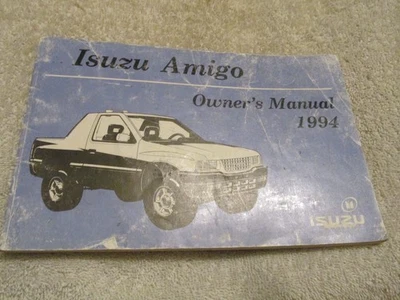 Isuzu Amigo
Owner's Manual
1994
ISUZU